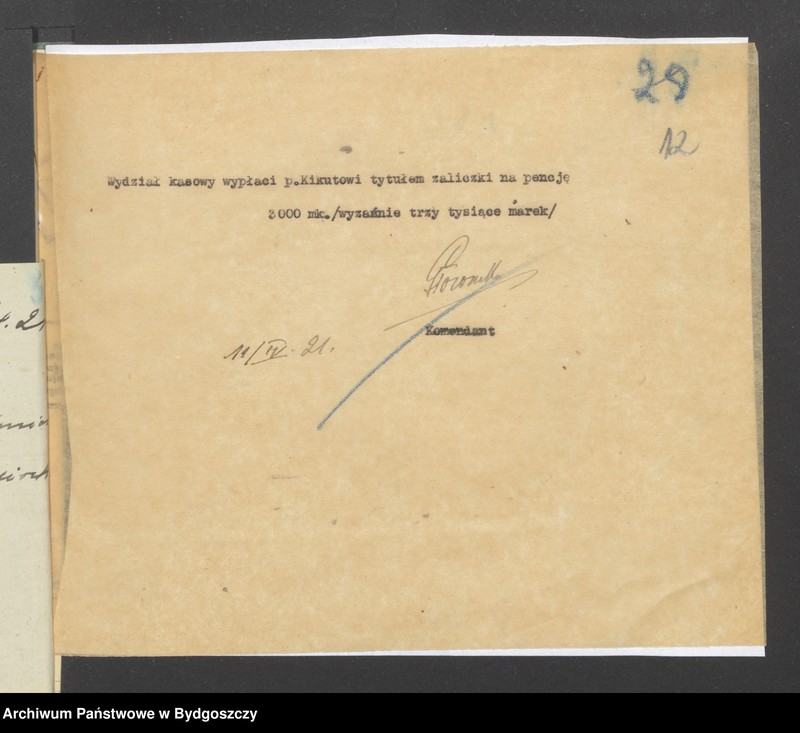 29
12
Wydział kasowy wypłaci p.Kikutowi tytułem zaliczki na pencję
3000 mk./wyzaźnie trzy tysiące marek/
Komendant
11/IV. 21.
Archiwum Państwowe w Bydgoszczy